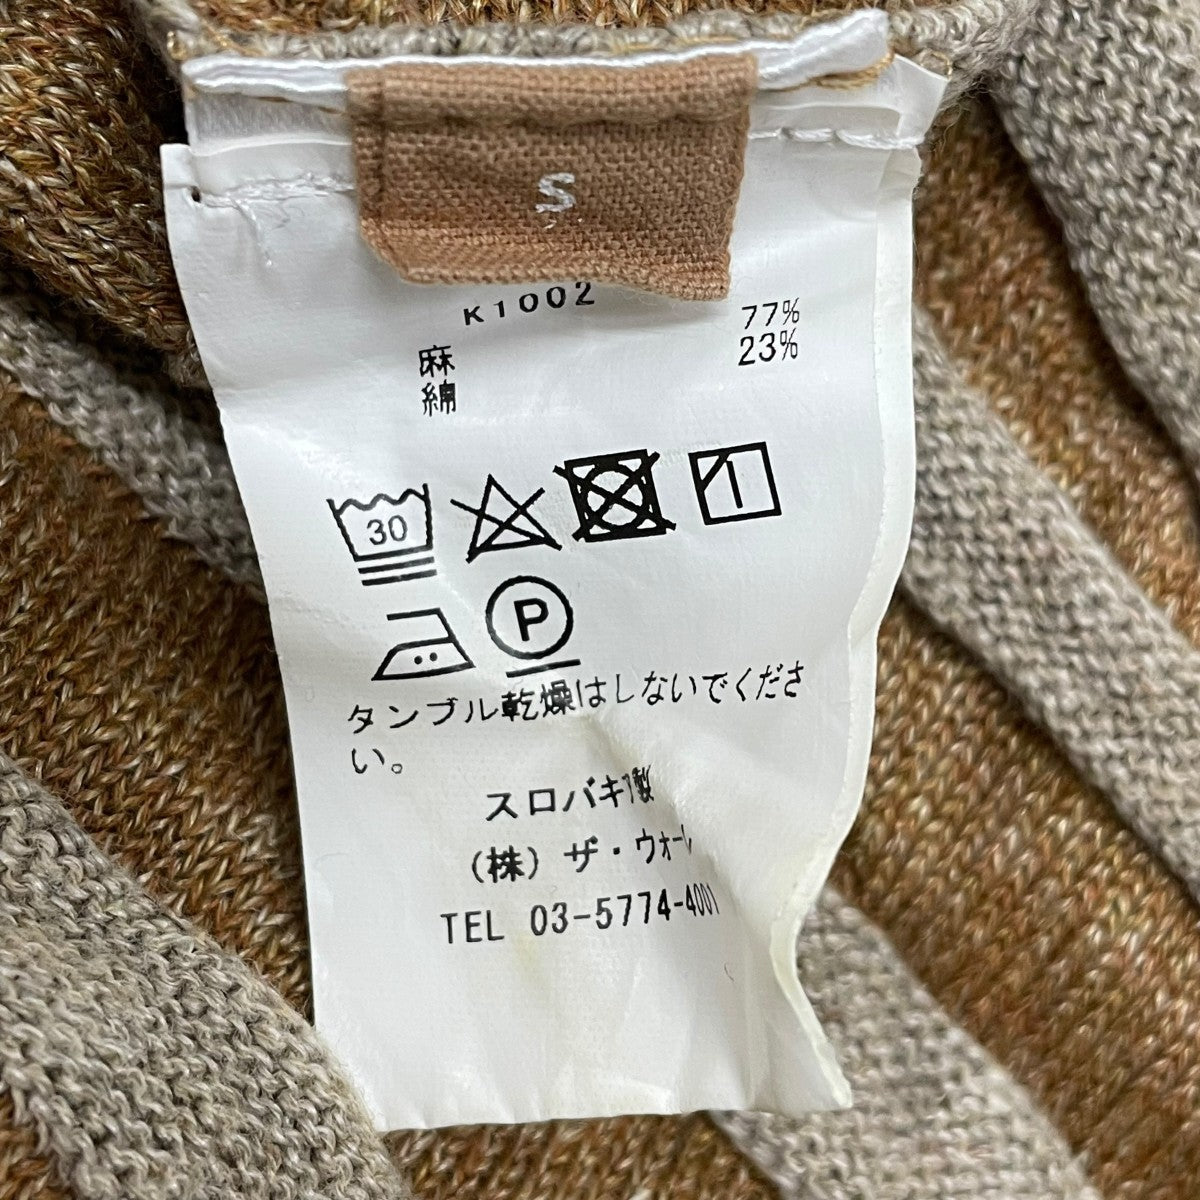 S
K1002
77%
麻
23%
綿
30
P
タンブル乾燥はしないでくださ
い。
スロバキア製
(株) ザ・ウォール
TEL 03-5774-4001